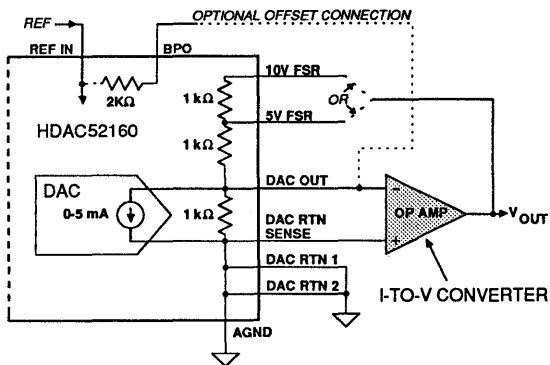 OPTIONAL OFFSET CONNECTION
REF
REF IN
BPO
10V FSR
2KΩ
1 kΩ
OR
HDAC52160
5V FSR
1 kΩ
DAC
DAC OUT
0-5 mA
1 kΩ
OP AMP
VOUT
DAC RTN
SENSE
DAC RTN 1
DAC RTN 2
I-TO-V CONVERTER
AGND